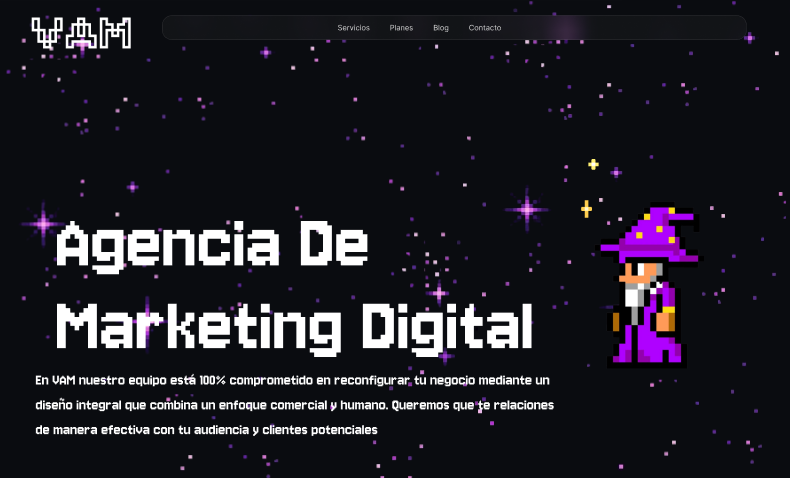 VAM
Servicios Planes Blog Contacto
Agencia De
Marketing Digital
En VAM nuestro equipo está 100% comprometido en reconfigurar tu negocio mediante un
diseño integral que combina un enfoque comercial y humano. Queremos que te relaciones
de manera efectiva con tu audiencia y clientes potenciales